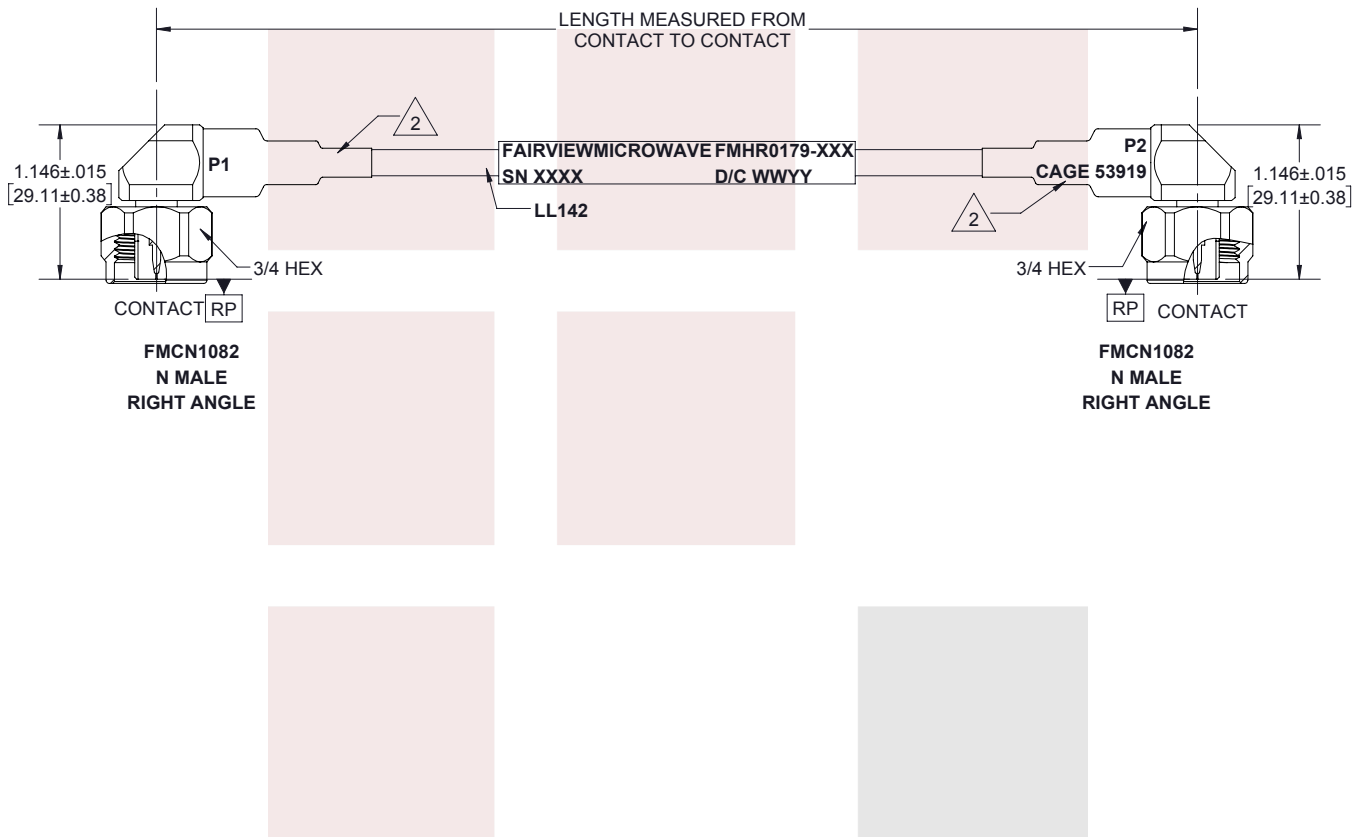 LENGTH MEASURED FROM
CONTACT TO CONTACT
2
1.146±.015
[29.11±0.38]
P1
FAIRVIEWMICROWAVE FMHR0179-XXX
SN XXXX D/C WWYY
LL142
P2
CAGE 53919
2
1.146±.015
[29.11±0.38]
3/4 HEX
3/4 HEX
CONTACT RP
RP CONTACT
FMCN1082
N MALE
RIGHT ANGLE
FMCN1082
N MALE
RIGHT ANGLE